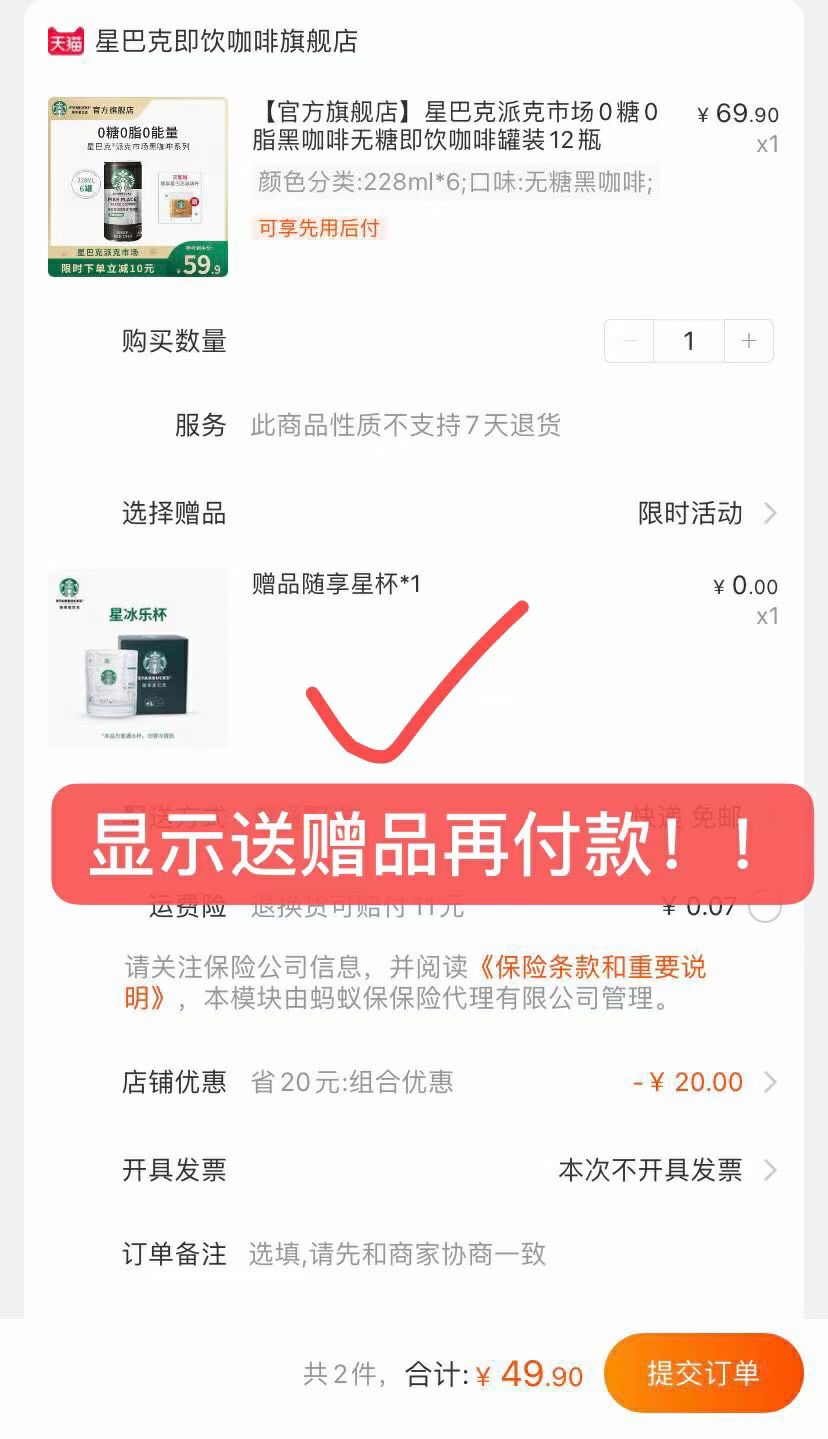 天猫 星巴克即饮咖啡旗舰店
官方旗舰店
0糖0脂0能量
星巴克®派克市场黑咖啡系列
228ML
6罐
PIKE PLACE
星巴克派克市场
限时下单立减10元
¥59.9
【官方旗舰店】星巴克派克市场0糖0
脂黑咖啡无糖即饮咖啡罐装12瓶
¥ 69.90
x1
颜色分类:228ml*6;口味:无糖黑咖啡;
可享先用后付
购买数量 － 1 +
服务 此商品性质不支持7天退货
选择赠品 限时活动
星冰乐杯
STARBUCKS
赠品随享星杯*1
¥ 0.00
x1
配送方式 快递 免邮
显示送赠品再付款！！
运费险 退换货可赔付11元 ¥ 0.07
请关注保险公司信息，并阅读《保险条款和重要说
明》，本模块由蚂蚁保保险代理有限公司管理。
店铺优惠 省20元:组合优惠 -¥ 20.00
开具发票 本次不开具发票
订单备注 选填,请先和商家协商一致
共2件，合计:¥ 49.90 提交订单